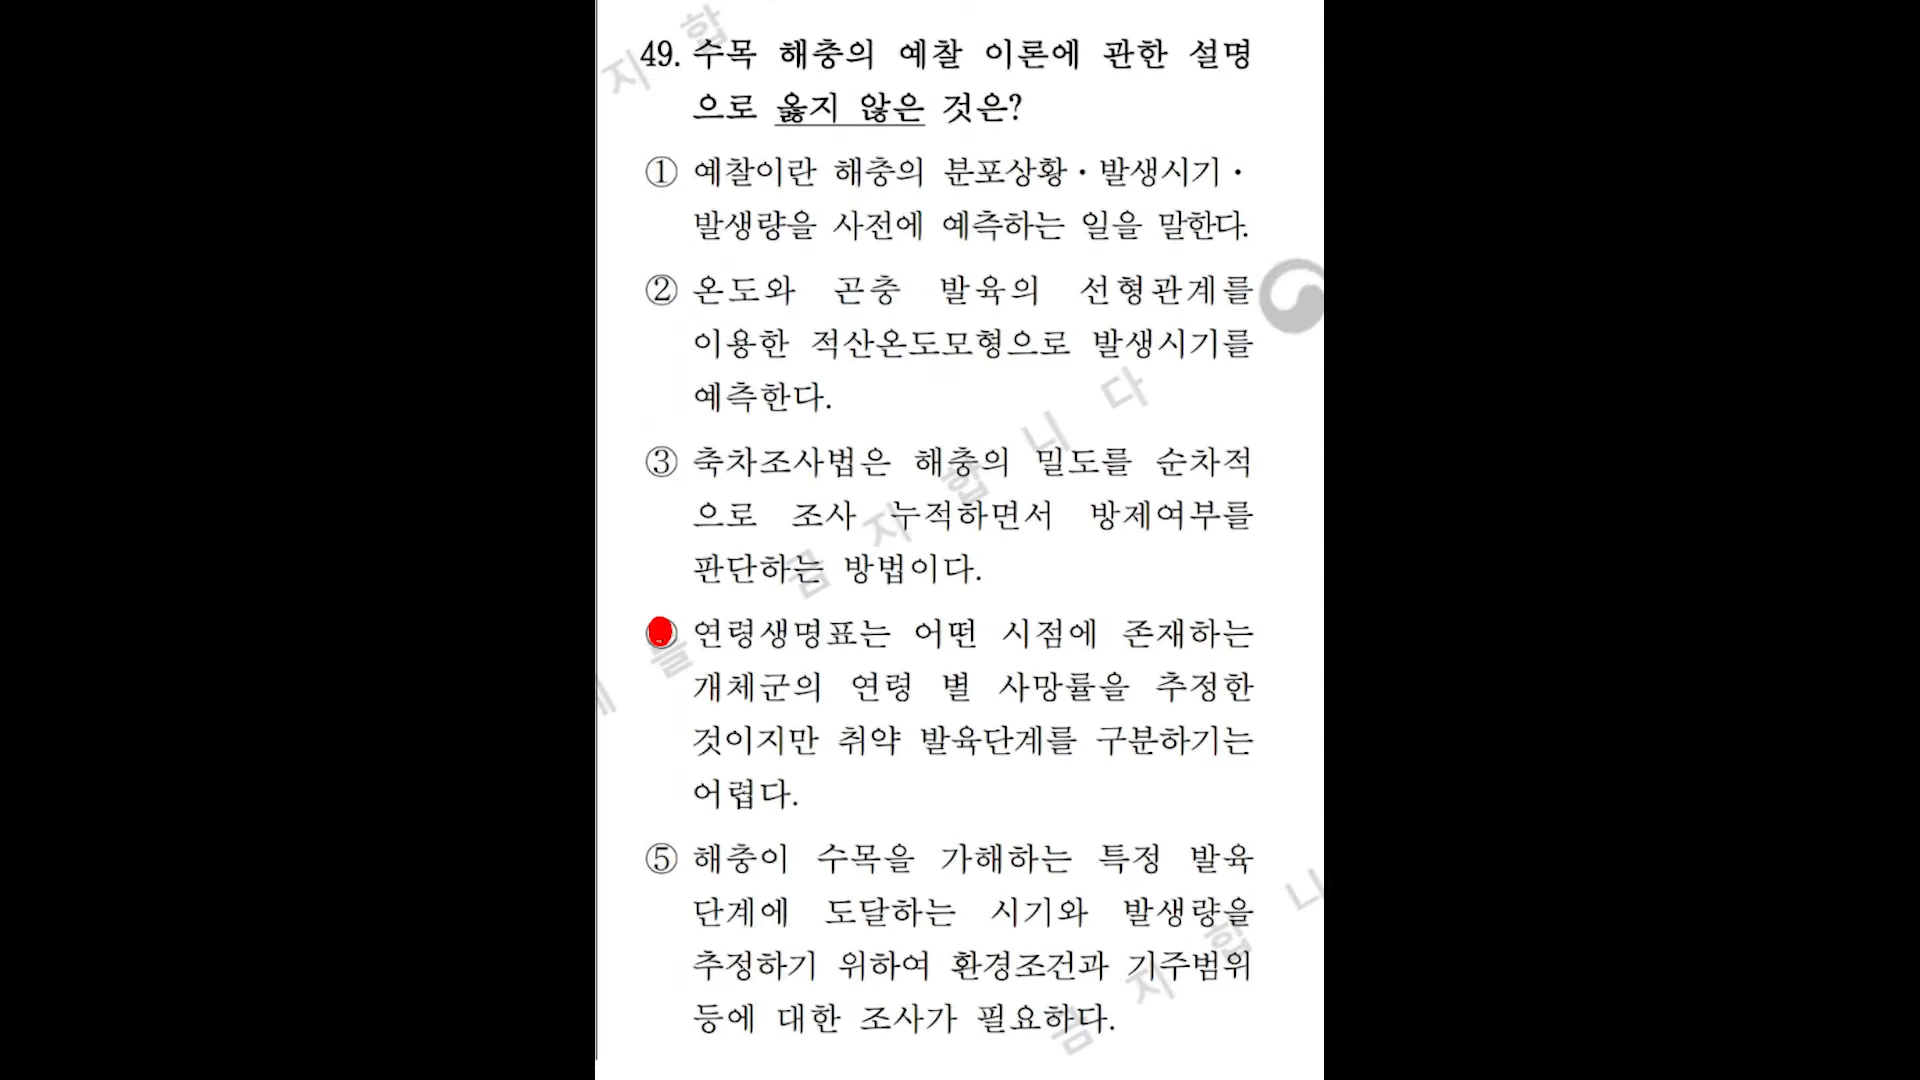 49. 수목 해충의 예찰 이론에 관한 설명
으로 옳지 않은 것은?
① 예찰이란 해충의 분포상황·발생시기·
발생량을 사전에 예측하는 일을 말한다.
② 온도와 곤충 발육의 선형관계를
이용한 적산온도모형으로 발생시기를
예측한다.
③ 축차조사법은 해충의 밀도를 순차적
으로 조사 누적하면서 방제여부를
판단하는 방법이다.
연령생명표는 어떤 시점에 존재하는
개체군의 연령 별 사망률을 추정한
것이지만 취약 발육단계를 구분하기는
어렵다.
⑤ 해충이 수목을 가해하는 특정 발육
단계에 도달하는 시기와 발생량을
추정하기 위하여 환경조건과 기주범위
등에 대한 조사가 필요하다.
지 합
금 지 합 니 다
를
금 지 합 니